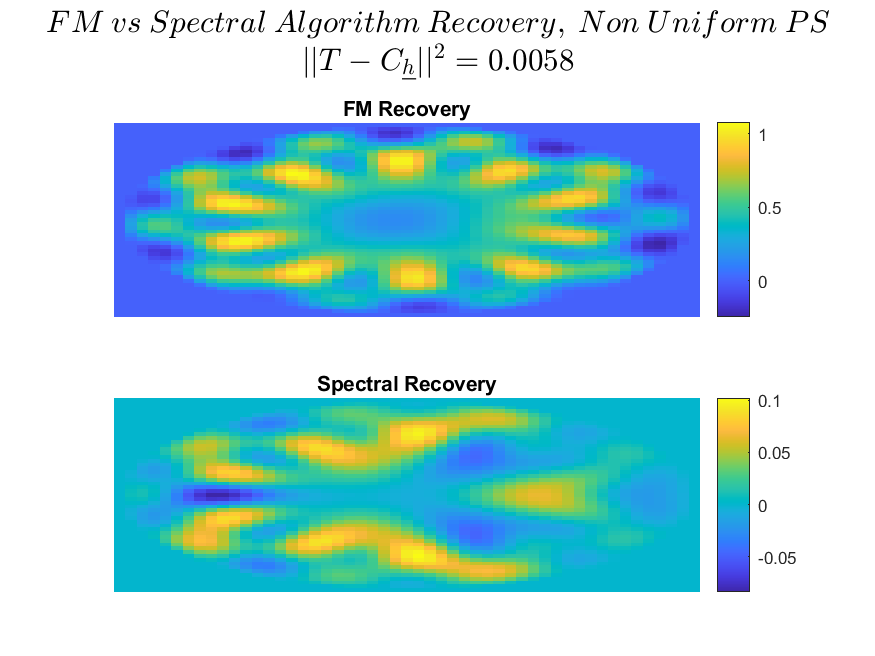 FM vs Spectral Algorithm Recovery, Non Uniform PS
||T − C_h||² = 0.0058
FM Recovery
1
0.5
0
Spectral Recovery
0.1
0.05
0
-0.05